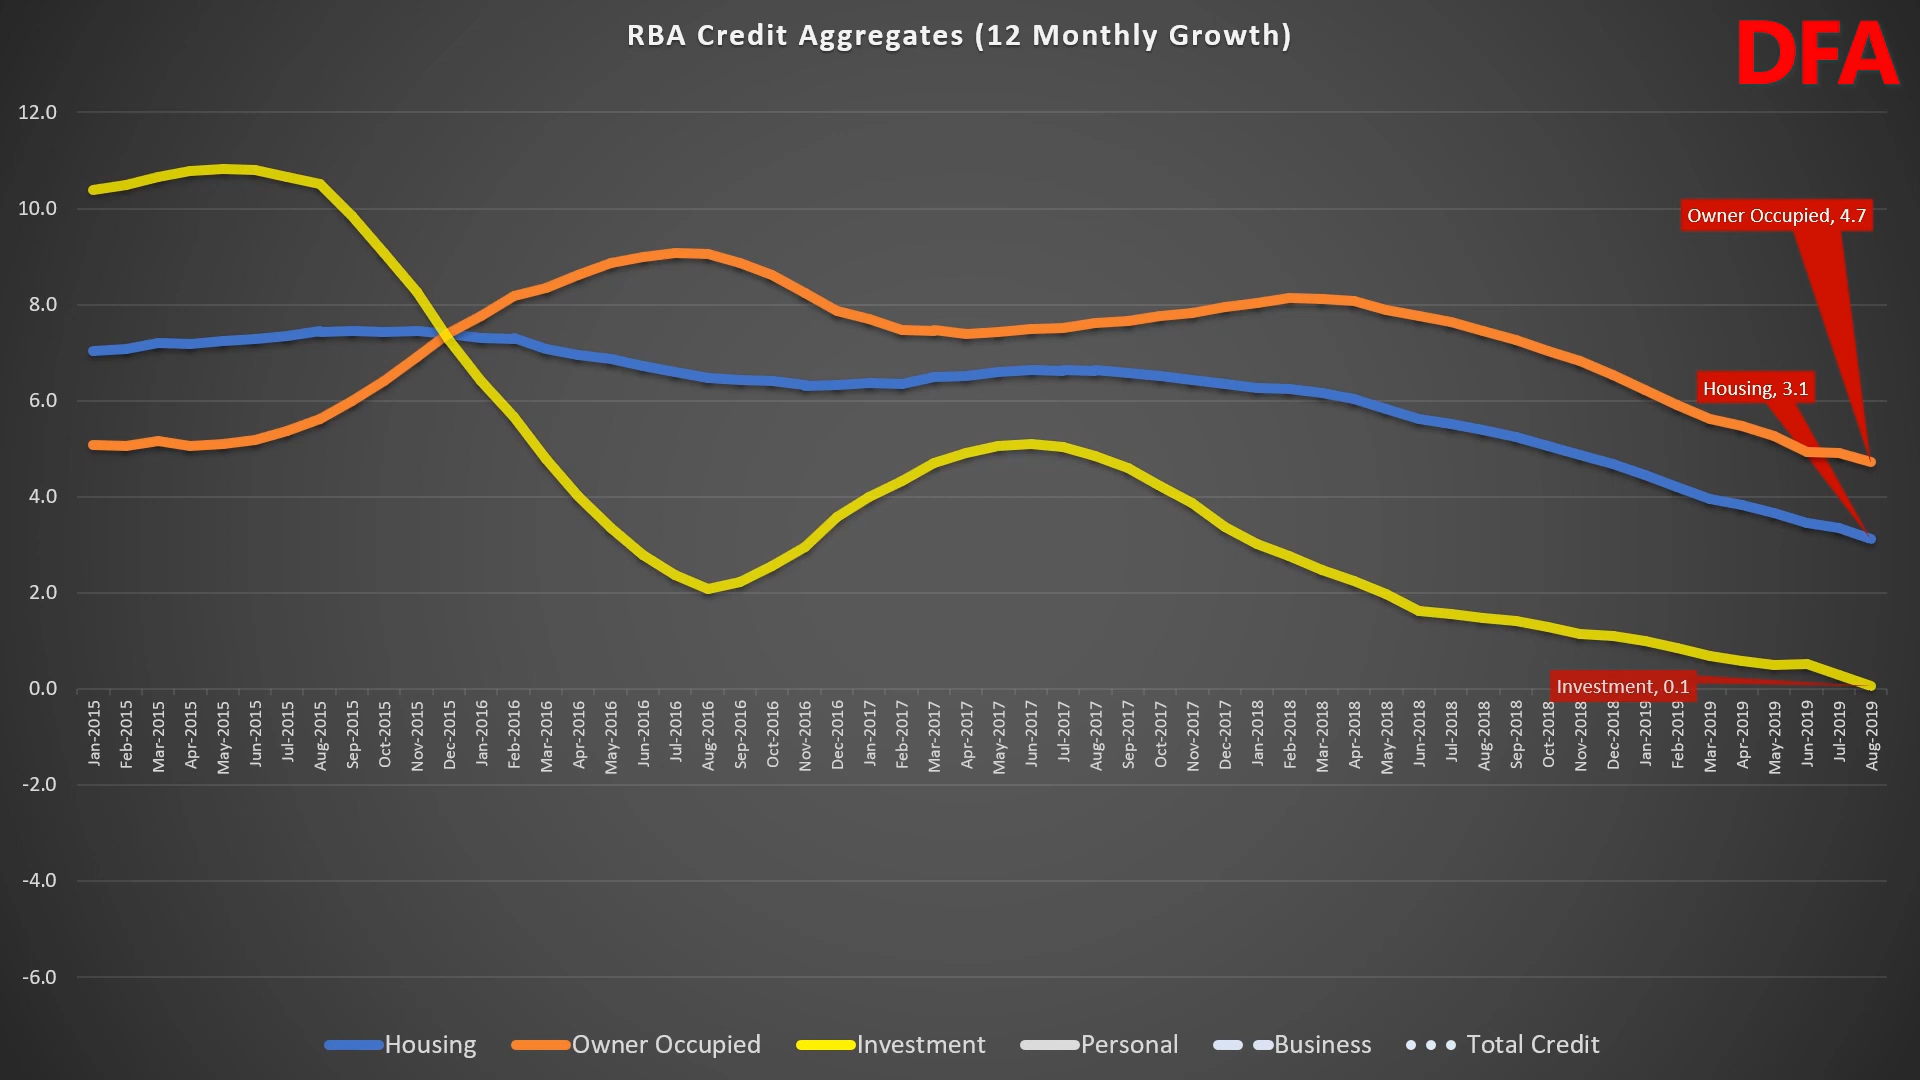 RBA Credit Aggregates (12 Monthly Growth)
DFA
12.0
10.0
8.0
6.0
4.0
2.0
0.0
-2.0
-4.0
-6.0
Owner Occupied, 4.7
Housing, 3.1
Investment, 0.1
Jan-2015
Feb-2015
Mar-2015
Apr-2015
May-2015
Jun-2015
Jul-2015
Aug-2015
Sep-2015
Oct-2015
Nov-2015
Dec-2015
Jan-2016
Feb-2016
Mar-2016
Apr-2016
May-2016
Jun-2016
Jul-2016
Aug-2016
Sep-2016
Oct-2016
Nov-2016
Dec-2016
Jan-2017
Feb-2017
Mar-2017
Apr-2017
May-2017
Jun-2017
Jul-2017
Aug-2017
Sep-2017
Oct-2017
Nov-2017
Dec-2017
Jan-2018
Feb-2018
Mar-2018
Apr-2018
May-2018
Jun-2018
Jul-2018
Aug-2018
Sep-2018
Oct-2018
Nov-2018
Dec-2018
Jan-2019
Feb-2019
Mar-2019
Apr-2019
May-2019
Jun-2019
Jul-2019
Aug-2019
Housing
Owner Occupied
Investment
Personal
Business
Total Credit